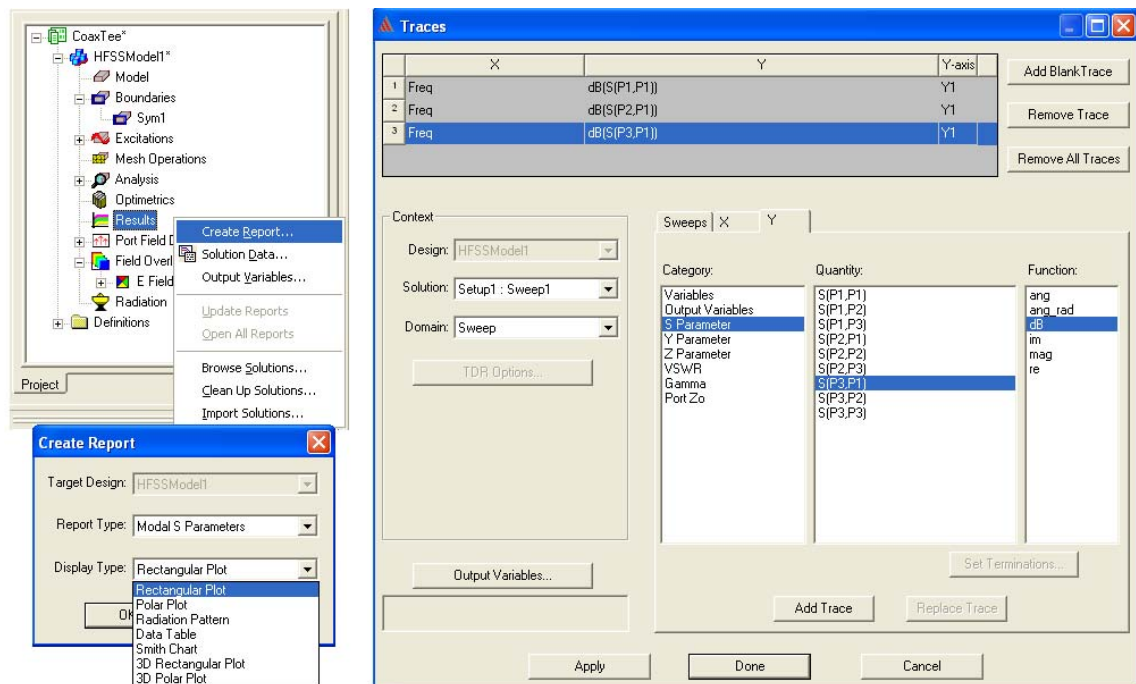 CoaxTee*
HFSSModel1*
Model
Boundaries
Sym1
Excitations
Mesh Operations
Analysis
Optimetrics
Results
Port Field
Field Overl
E Field
Radiation
Definitions
Project
Create Report...
Solution Data...
Output Variables...
Update Reports
Open All Reports
Browse Solutions...
Clean Up Solutions...
Import Solutions...
Create Report
Target Design: HFSSModel1
Report Type: Modal S Parameters
Display Type: Rectangular Plot
Rectangular Plot
Polar Plot
Radiation Pattern
Data Table
Smith Chart
3D Rectangular Plot
3D Polar Plot
Traces
X Y Y-axis
1 Freq dB(S(P1,P1)) Y1
2 Freq dB(S(P2,P1)) Y1
3 Freq dB(S(P3,P1)) Y1
Add BlankTrace
Remove Trace
Remove All Traces
Context
Design: HFSSModel1
Solution: Setup1 : Sweep1
Domain: Sweep
TDR Options...
Output Variables...
Sweeps X Y
Category:
Variables
Output Variables
S Parameter
Y Parameter
Z Parameter
VSWR
Gamma
Port Zo
Quantity:
S(P1,P1)
S(P1,P2)
S(P1,P3)
S(P2,P1)
S(P2,P2)
S(P2,P3)
S(P3,P1)
S(P3,P2)
S(P3,P3)
Function:
ang
ang_rad
dB
im
mag
re
Set Terminations...
Add Trace
Replace Trace
Apply
Done
Cancel